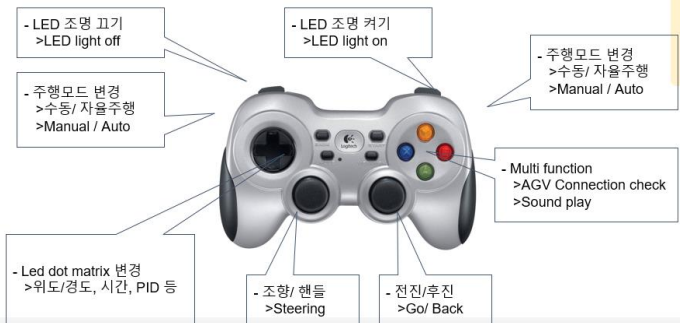 - LED 조명 끄기
>LED light off
- LED 조명 켜기
>LED light on
- 주행모드 변경
>수동/ 자율주행
>Manual / Auto
- 주행모드 변경
>수동/ 자율주행
>Manual / Auto
Logitech
- Multi function
>AGV Connection check
>Sound play
- Led dot matrix 변경
>위도/경도, 시간, PID 등
- 조향/ 핸들
>Steering
- 전진/후진
>Go/ Back